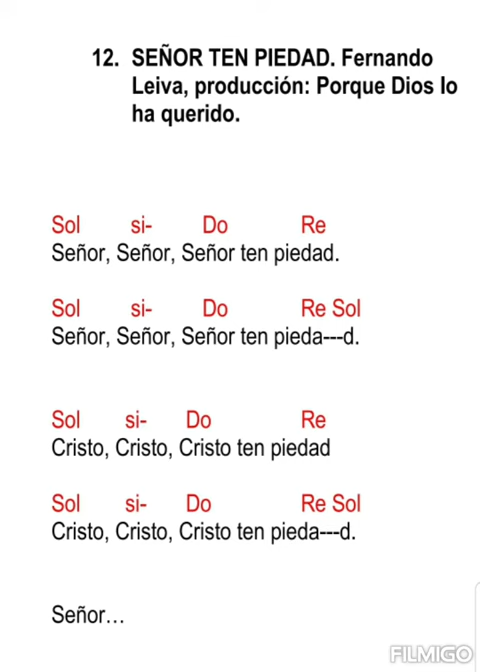 12. SEÑOR TEN PIEDAD. Fernando
Leiva, producción: Porque Dios lo
ha querido.
Sol si- Do Re
Señor, Señor, Señor ten piedad.
Sol si- Do Re Sol
Señor, Señor, Señor ten pieda---d.
Sol si- Do Re
Cristo, Cristo, Cristo ten piedad
Sol si- Do Re Sol
Cristo, Cristo, Cristo ten pieda---d.
Señor...
FILMIGO